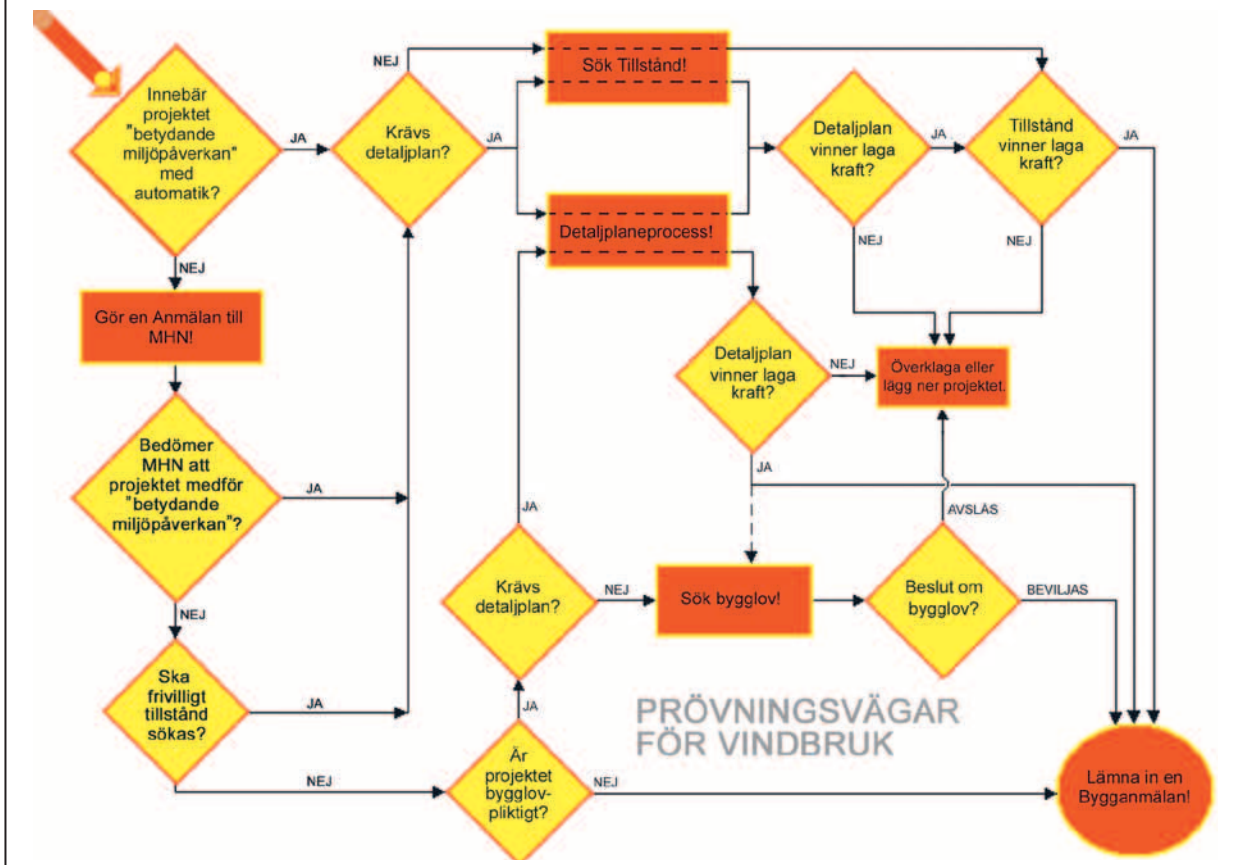 Innebär
projektet
"betydande
miljöpåverkan"
med
automatik?
JA
NEJ
Krävs
detaljplan?
NEJ
JA
Sök Tillstånd!
Detaljplaneprocess!
Detaljplan
vinner laga
kraft?
JA
NEJ
Tillstånd
vinner laga
kraft?
JA
NEJ
Gör en Anmälan till
MHN!
Detaljplan
vinner laga
kraft?
NEJ
JA
Överklaga eller
lägg ner projektet.
Bedömer
MHN att
projektet medför
"betydande
miljöpåverkan"?
JA
NEJ
Krävs
detaljplan?
JA
NEJ
Sök bygglov!
Beslut om
bygglov?
AVSLÅS
BEVILJAS
Ska
frivilligt
tillstånd
sökas?
JA
NEJ
Är
projektet
bygglov-
pliktigt?
JA
NEJ
PRÖVNINGSVÄGAR
FÖR VINDBRUK
Lämna in en
Bygganmälan!